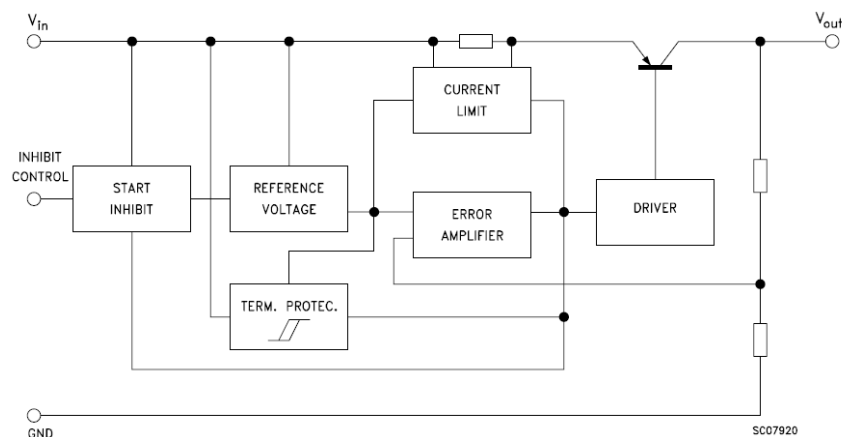 Vin
Vout
CURRENT
LIMIT
INHIBIT
CONTROL
START
INHIBIT
REFERENCE
VOLTAGE
ERROR
AMPLIFIER
DRIVER
TERM. PROTEC.
GND
SC07920